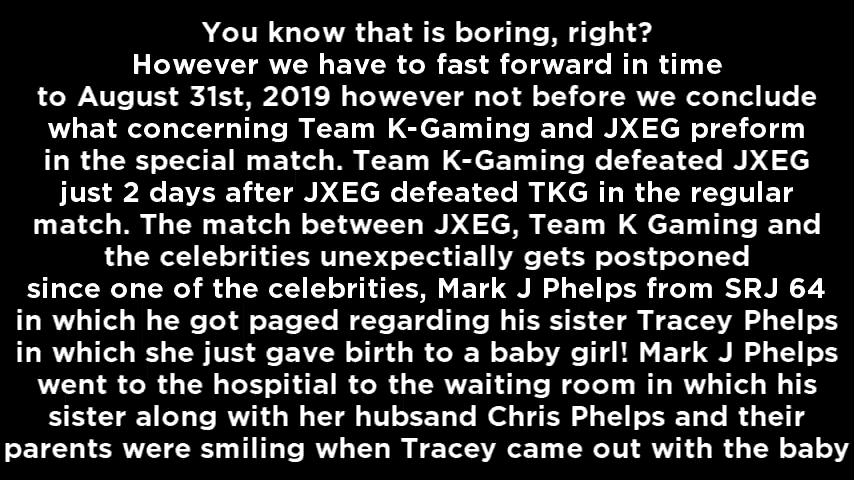 You know that is boring, right?
However we have to fast forward in time
to August 31st, 2019 however not before we conclude
what concerning Team K-Gaming and JXEG preform
in the special match. Team K-Gaming defeated JXEG
just 2 days after JXEG defeated TKG in the regular
match. The match between JXEG, Team K Gaming and
the celebrities unexpectially gets postponed
since one of the celebrities, Mark J Phelps from SRJ 64
in which he got paged regarding his sister Tracey Phelps
in which she just gave birth to a baby girl! Mark J Phelps
went to the hospitial to the waiting room in which his
sister along with her hubsand Chris Phelps and their
parents were smiling when Tracey came out with the baby